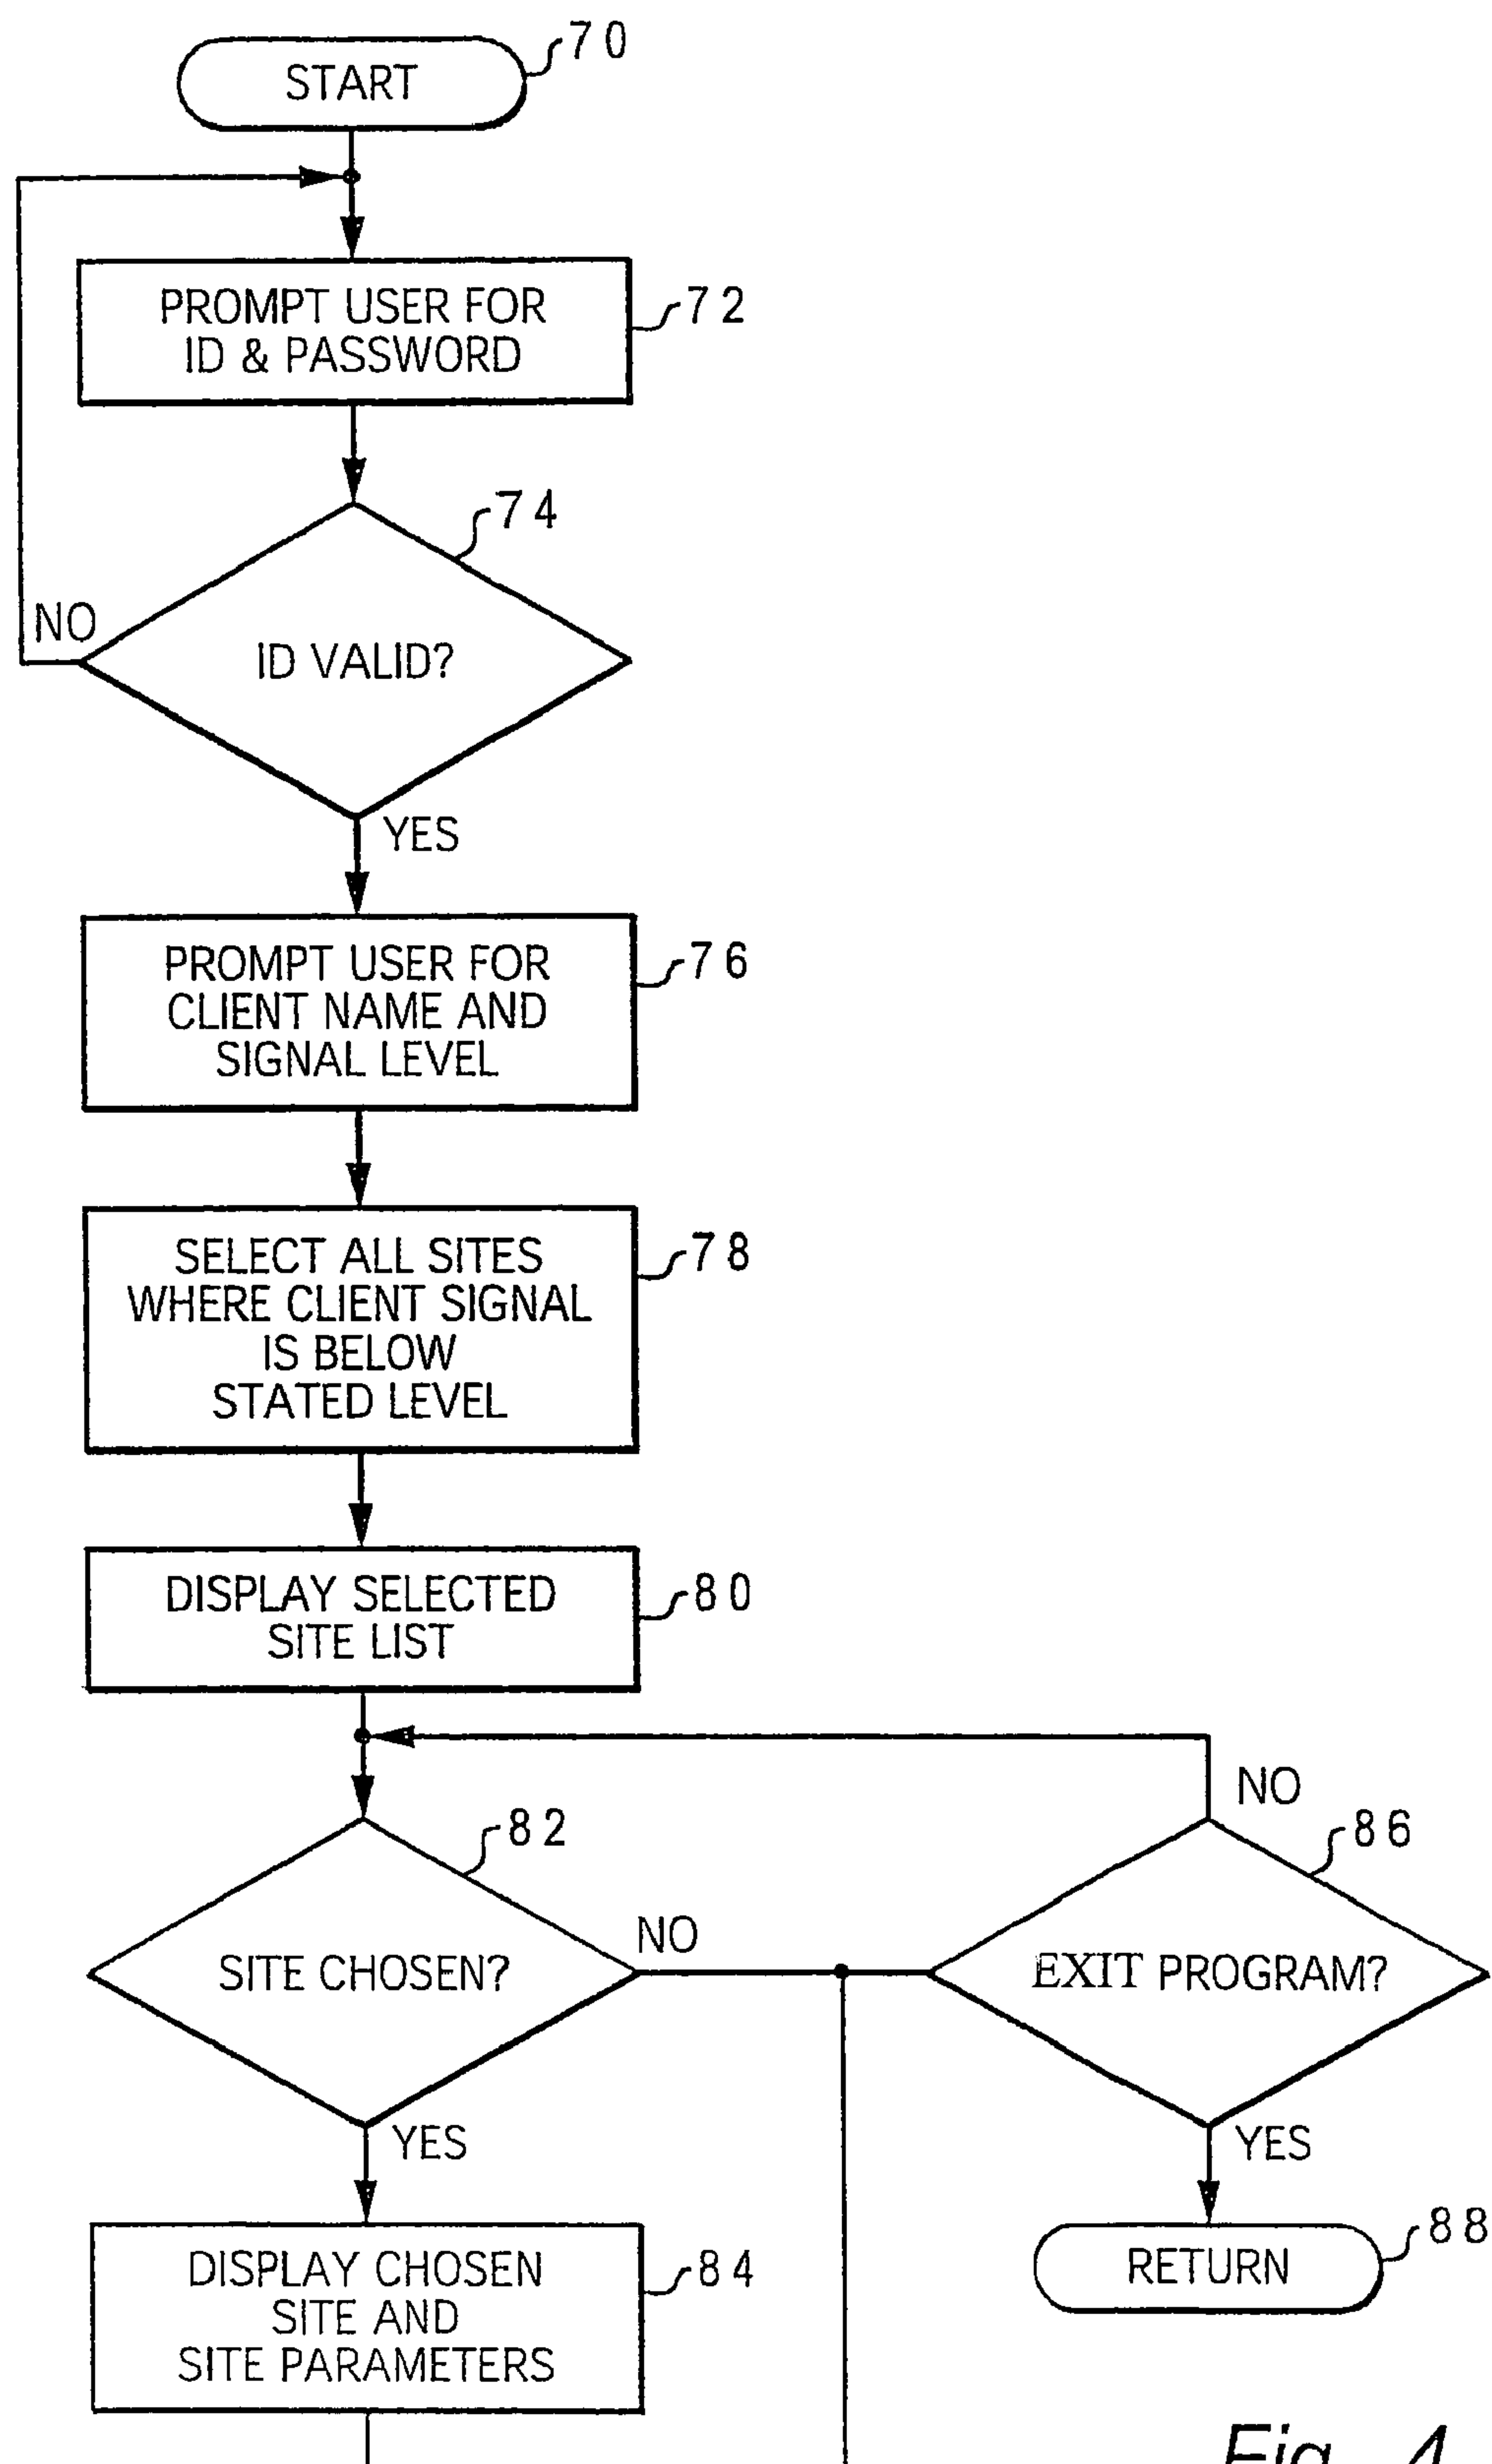 START
70
PROMPT USER FOR
ID & PASSWORD
72
74
NO
ID VALID?
YES
PROMPT USER FOR
CLIENT NAME AND
SIGNAL LEVEL
76
SELECT ALL SITES
WHERE CLIENT SIGNAL
IS BELOW
STATED LEVEL
78
DISPLAY SELECTED
SITE LIST
80
NO
82
86
NO
SITE CHOSEN?
EXIT PROGRAM?
YES
YES
DISPLAY CHOSEN
SITE AND
SITE PARAMETERS
84
RETURN
88
Fig. 4